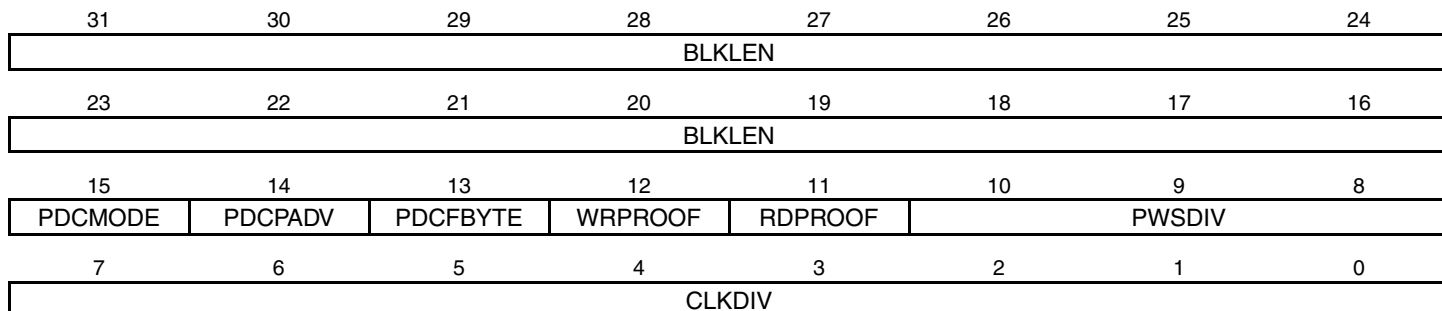 31 30 29 28 27 26 25 24
BLKLEN
23 22 21 20 19 18 17 16
BLKLEN
15 14 13 12 11 10 9 8
PDCMODE PDCPADV PDCFBYTE WRPROOF RDPROOF PWSDIV
7 6 5 4 3 2 1 0
CLKDIV